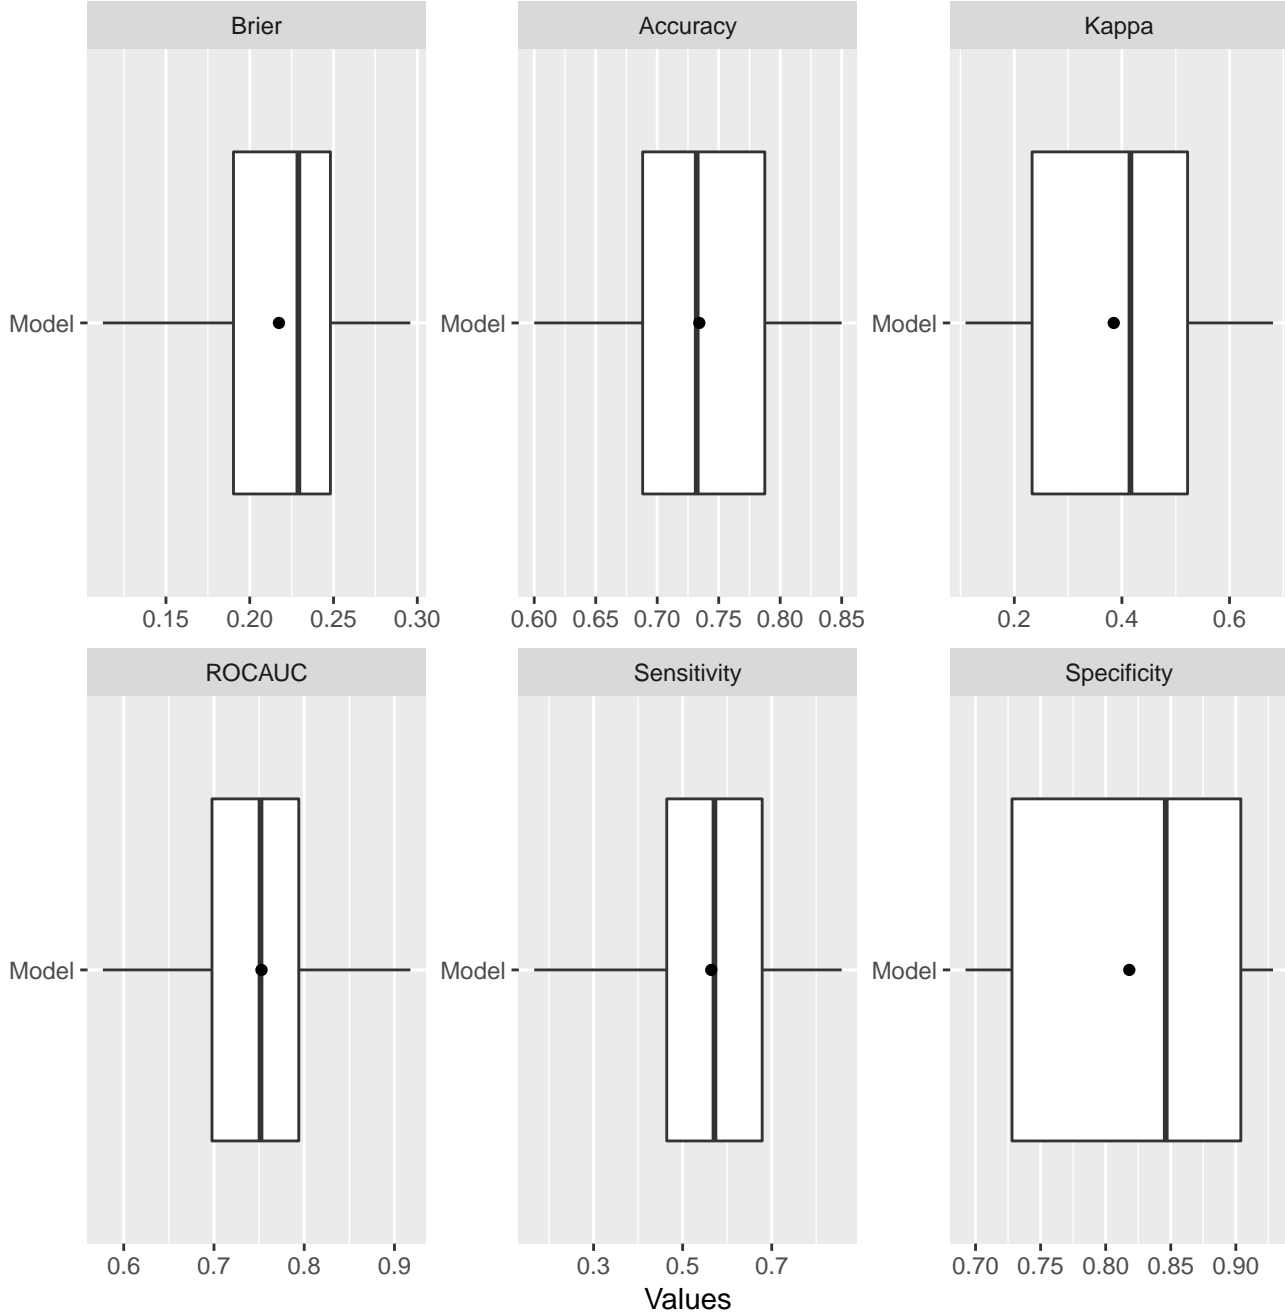 Brier Accuracy Kappa
Model Model Model
0.15 0.20 0.25 0.30 0.60 0.65 0.70 0.75 0.80 0.85 0.2 0.4 0.6
ROCAUC Sensitivity Specificity
Model Model Model
0.6 0.7 0.8 0.9 0.3 0.5 0.7 0.70 0.75 0.80 0.85 0.90
Values